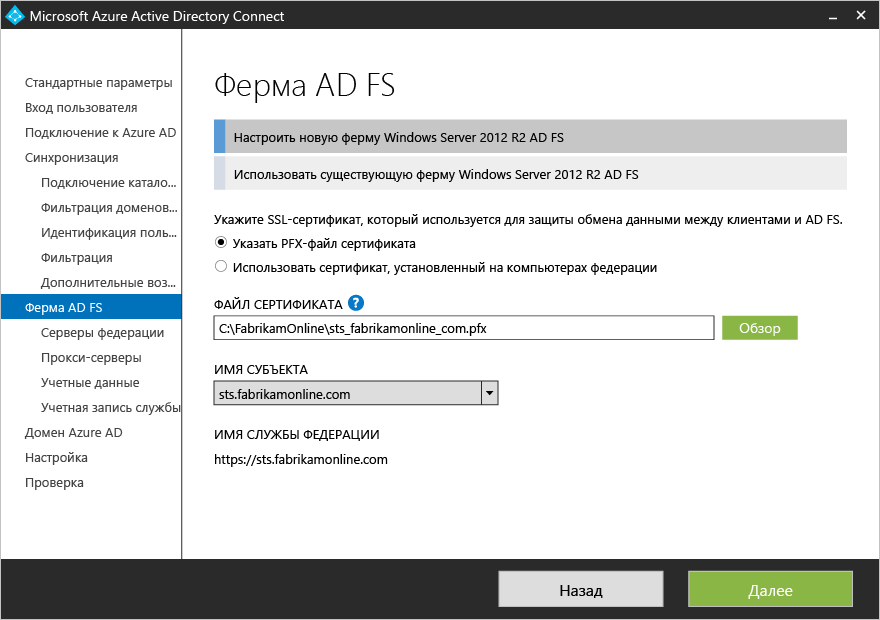 Microsoft Azure Active Directory Connect
Стандартные параметры
Вход пользователя
Подключение к Azure AD
Синхронизация
Подключение катало...
Фильтрация доменов...
Идентификация поль...
Фильтрация
Дополнительные воз...
Ферма AD FS
Серверы федерации
Прокси-серверы
Учетные данные
Учетная запись службы
Домен Azure AD
Настройка
Проверка
Ферма AD FS
Настроить новую ферму Windows Server 2012 R2 AD FS
Использовать существующую ферму Windows Server 2012 R2 AD FS
Укажите SSL-сертификат, который используется для защиты обмена данными между клиентами и AD FS.
Указать PFX-файл сертификата
Использовать сертификат, установленный на компьютерах федерации
ФАЙЛ СЕРТИФИКАТА ?
C:\FabrikamOnline\sts_fabrikamonline_com.pfx
Обзор
ИМЯ СУБЪЕКТА
sts.fabrikamonline.com
ИМЯ СЛУЖБЫ ФЕДЕРАЦИИ
https://sts.fabrikamonline.com
Назад
Далее